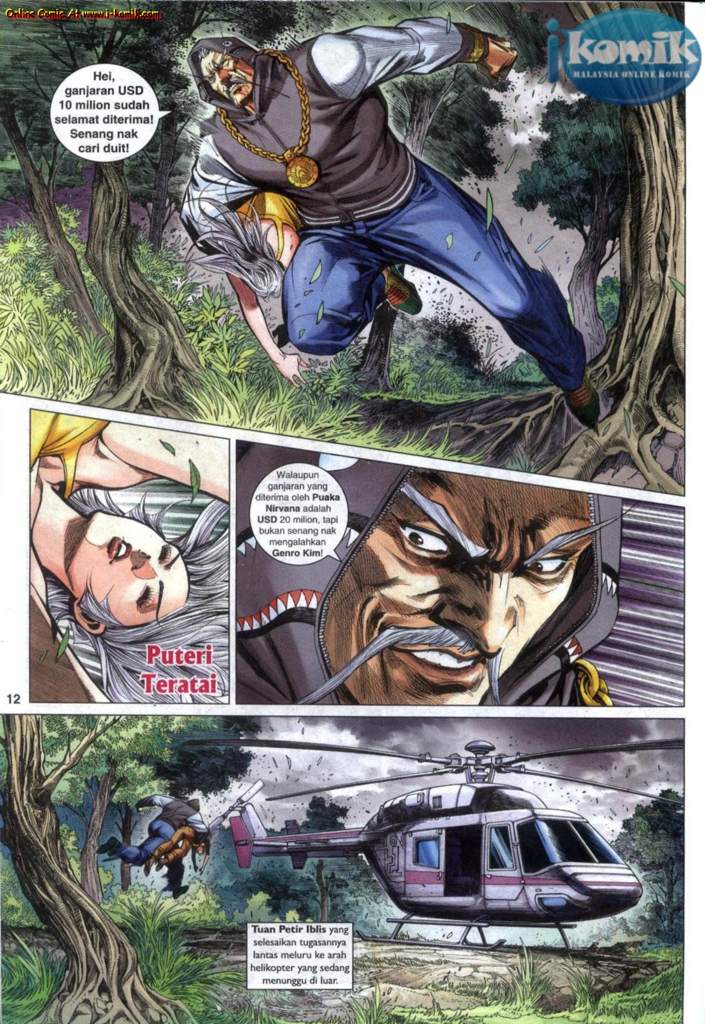 Online Comic At www.i-komik.com
ikomik
MALAYSIA ONLINE KOMIK
Hei,
ganjaran USD
10 milion sudah
selamat diterima!
Senang nak
cari duit!
Puteri
Teratai
Walaupun
ganjaran yang
diterima oleh Puaka
Nirvana adalah
USD 20 milion, tapi
bukan senang nak
mengalahkan
Genro Kim!
12
Tuan Petir Iblis yang
selesaikan tugasannya
lantas meluru ke arah
helikopter yang sedang
menunggu di luar.